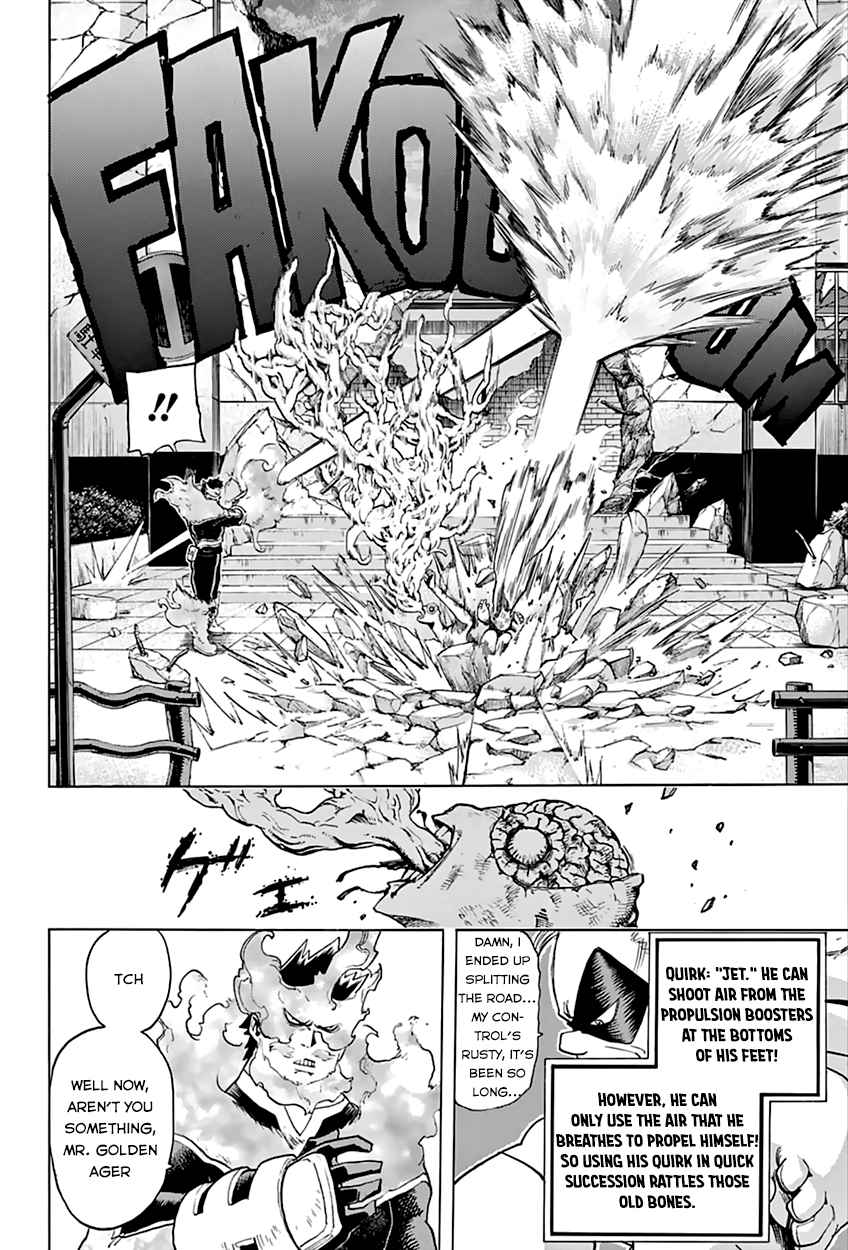 FAKOOOM
!!
ゲ
エ
QUIRK: "JET." HE CAN
SHOOT AIR FROM THE
PROPULSION BOOSTERS
AT THE BOTTOMS
OF HIS FEET!
HOWEVER, HE CAN
ONLY USE THE AIR THAT HE
BREATHES TO PROPEL HIMSELF!
SO USING HIS QUIRK IN QUICK
SUCCESSION RATTLES THOSE
OLD BONES.
DAMN, I
ENDED UP
SPLITTING
THE ROAD...
MY CON-
TROL'S
RUSTY, IT'S
BEEN SO
LONG...
TCH
WELL NOW,
AREN'T YOU
SOMETHING,
MR. GOLDEN
AGER